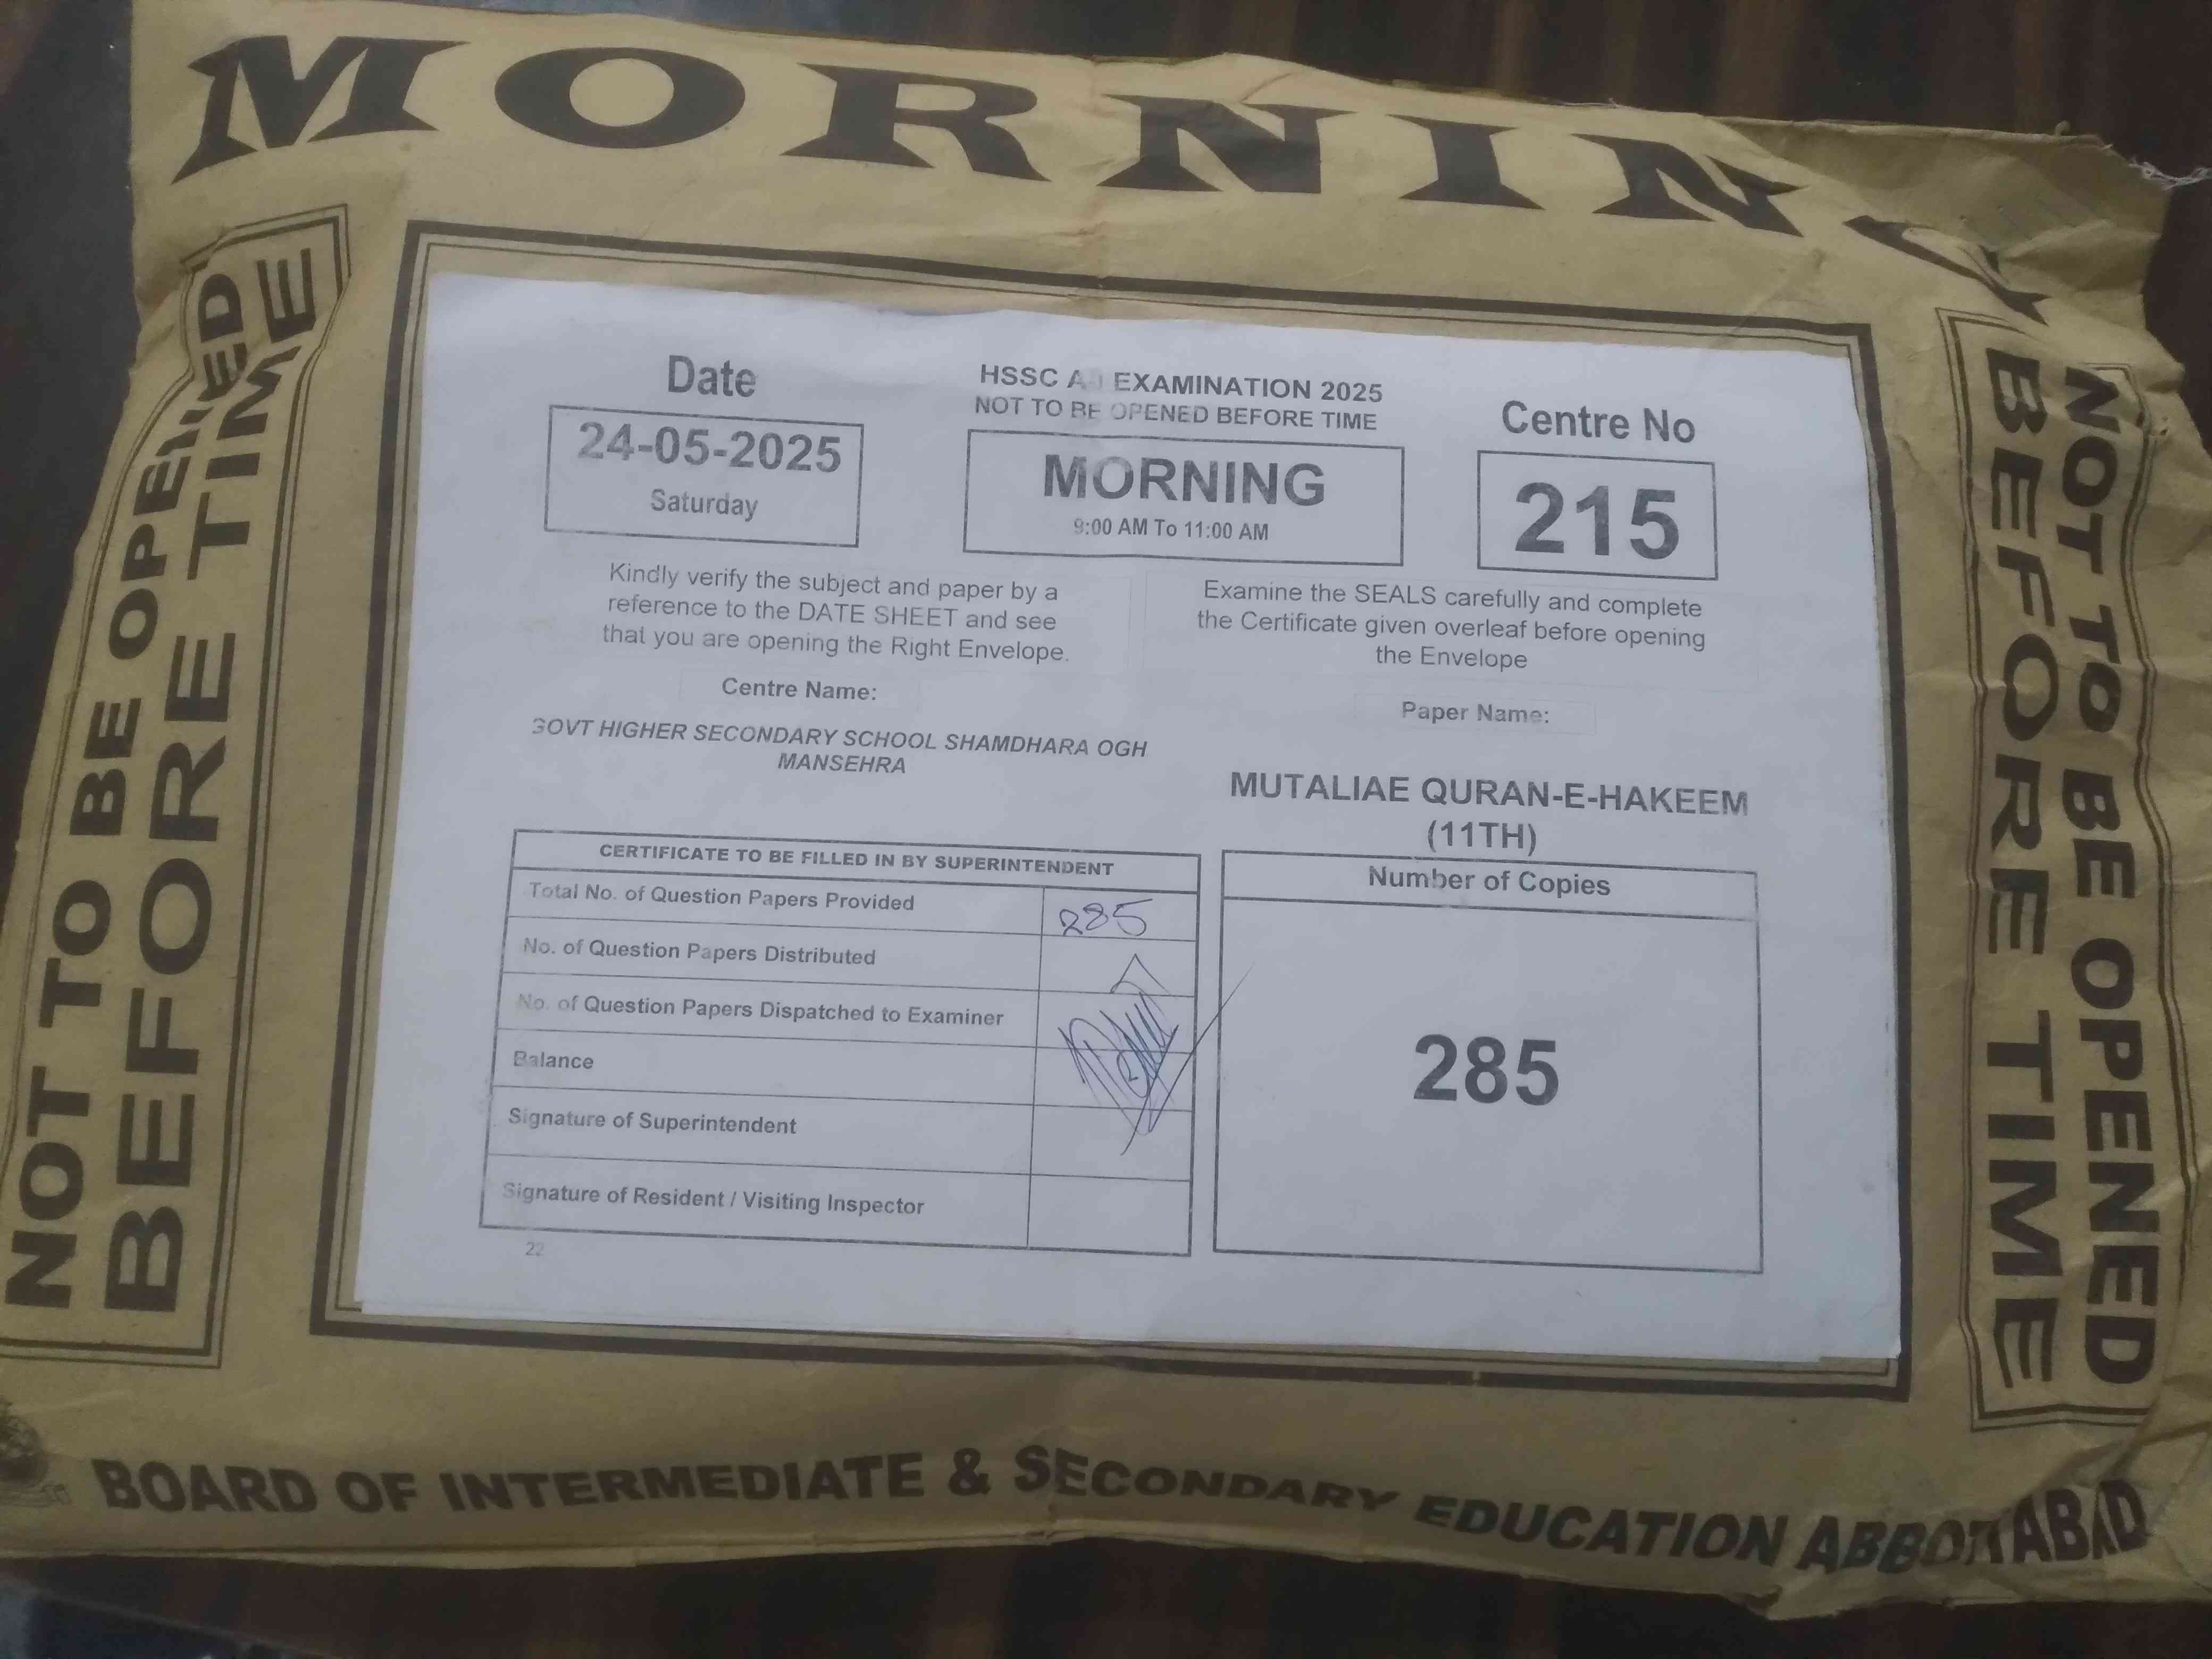 MORNIN
NOT TO BE OPENED
BEFORE TIME
Date
24-05-2025
Saturday
HSSC EXAMINATION 2025
NOT TO BE OPENED BEFORE TIME
MORNING
9:00 AM To 11:00 AM
Centre No
215
Kindly verify the subject and paper by a
reference to the DATE SHEET and see
that you are opening the Right Envelope.
Examine the SEALS carefully and complete
the Certificate given overleaf before opening
the Envelope
Centre Name:
GOVT HIGHER SECONDARY SCHOOL SHAMDHARA OGH
MANSEHRA
Paper Name:
MUTALIAE QURAN-E-HAKEEM
(11TH)
CERTIFICATE TO BE FILLED IN BY SUPERINTENDENT
Total No. of Question Papers Provided 285
No. of Question Papers Distributed
No. of Question Papers Dispatched to Examiner
Balance
Signature of Superintendent
Signature of Resident / Visiting Inspector
22
Number of Copies
285
NOT TO BE OPENED
BEFORE TIME
BOARD OF INTERMEDIATE & SECONDARY EDUCATION ABBOTTABAD